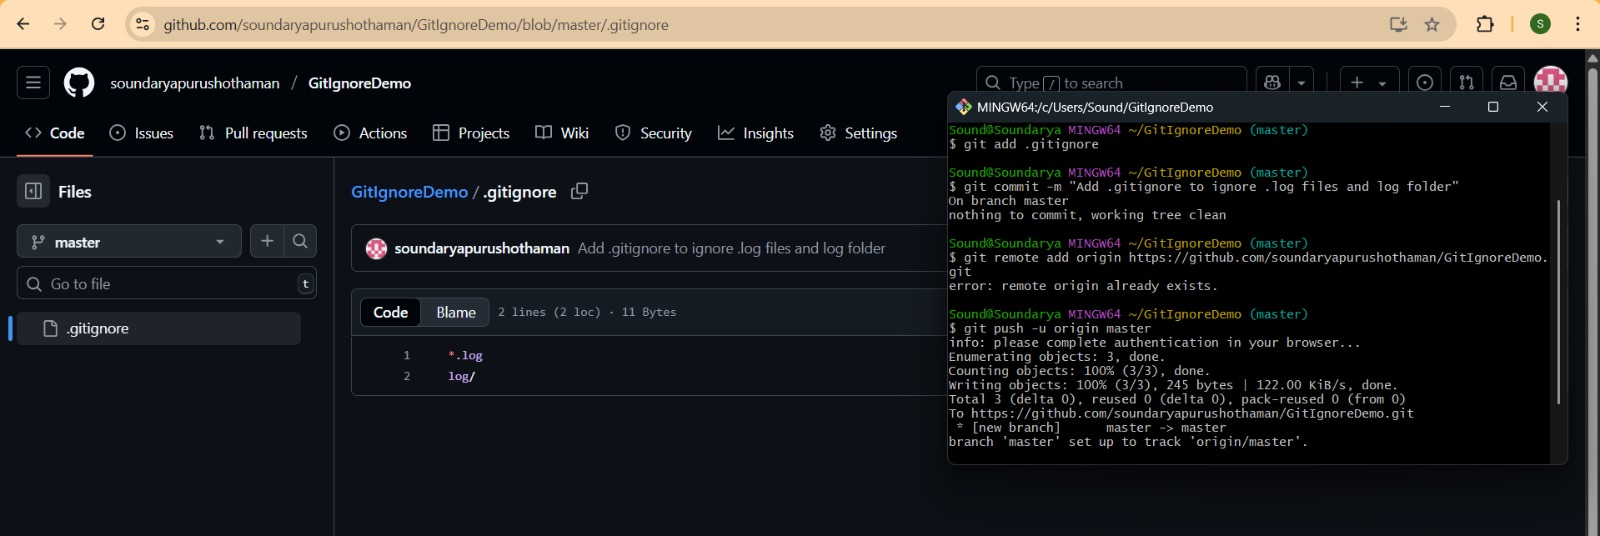 github.com/soundaryapurushothaman/GitIgnoreDemo/blob/master/.gitignore
S
soundaryapurushothaman / GitIgnoreDemo
Type / to search
Code
Issues
Pull requests
Actions
Projects
Wiki
Security
Insights
Settings
Files
master
Go to file
t
.gitignore
GitIgnoreDemo / .gitignore
soundaryapurushothaman Add .gitignore to ignore .log files and log folder
Code Blame 2 lines (2 loc) · 11 Bytes
1 *.log
2 log/
MINGW64:/c/Users/Sound/GitIgnoreDemo
Sound@Soundarya MINGW64 ~/GitIgnoreDemo (master)
$ git add .gitignore
Sound@Soundarya MINGW64 ~/GitIgnoreDemo (master)
$ git commit -m "Add .gitignore to ignore .log files and log folder"
On branch master
nothing to commit, working tree clean
Sound@Soundarya MINGW64 ~/GitIgnoreDemo (master)
$ git remote add origin https://github.com/soundaryapurushothaman/GitIgnoreDemo.
git
error: remote origin already exists.
Sound@Soundarya MINGW64 ~/GitIgnoreDemo (master)
$ git push -u origin master
info: please complete authentication in your browser...
Enumerating objects: 3, done.
Counting objects: 100% (3/3), done.
Writing objects: 100% (3/3), 245 bytes | 122.00 KiB/s, done.
Total 3 (delta 0), reused 0 (delta 0), pack-reused 0 (from 0)
To https://github.com/soundaryapurushothaman/GitIgnoreDemo.git
 * [new branch]      master -> master
branch 'master' set up to track 'origin/master'.